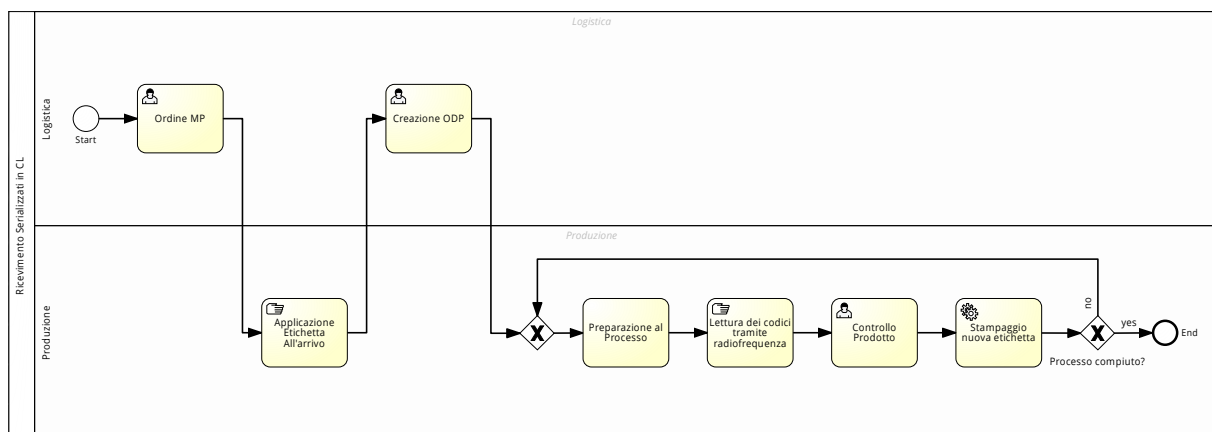 Ricevimento Serializzati in CL
Logistica
Logistica
Start
Ordine MP
Creazione ODP
Produzione
Produzione
Applicazione
Etichetta
All'arrivo
Preparazione al
Processo
Lettura dei codici
tramite
radiofrequenza
Controllo
Prodotto
Stampaggio
nuova etichetta
no
yes
Processo compiuto?
End